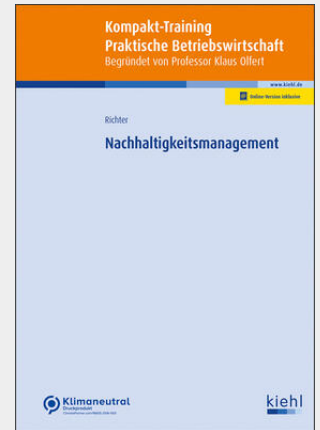 Kompakt-Training
Praktische Betriebswirtschaft
Begründet von Professor Klaus Olfert
www.kiehl.de
Online-Version inklusive
Richter
Nachhaltigkeitsmanagement
Klimaneutral
Druckprodukt
kiehl